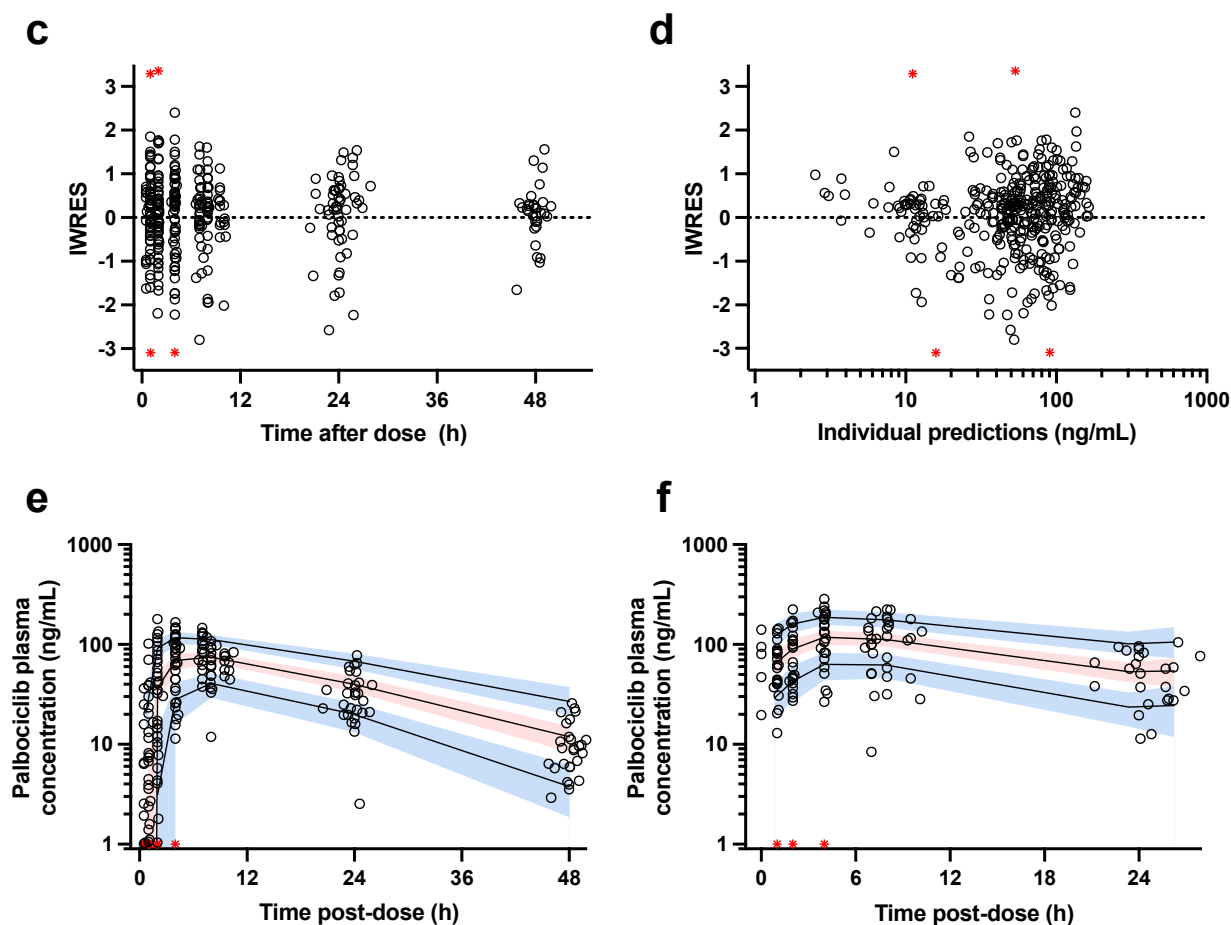 c
IWRES
3
2
1
0
-1
-2
-3
0
12
24
36
48
Time after dose (h)
d
IWRES
3
2
1
0
-1
-2
-3
1
10
100
1000
Individual predictions (ng/mL)
e
Palbociclib plasma
concentration (ng/mL)
1000
100
10
1
0
12
24
36
48
Time post-dose (h)
f
Palbociclib plasma
concentration (ng/mL)
1000
100
10
1
0
6
12
18
24
Time post-dose (h)